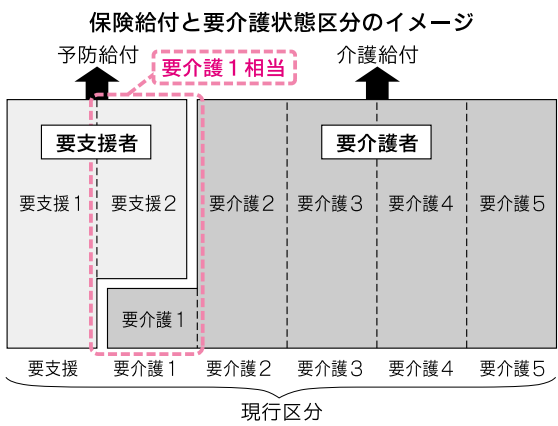 保険給付と要介護状態区分のイメージ
予防給付
介護給付
要介護1相当
要支援者
要介護者
要支援1
要支援2
要介護2
要介護3
要介護4
要介護5
要介護1
要支援
要介護1
要介護2
要介護3
要介護4
要介護5
現行区分